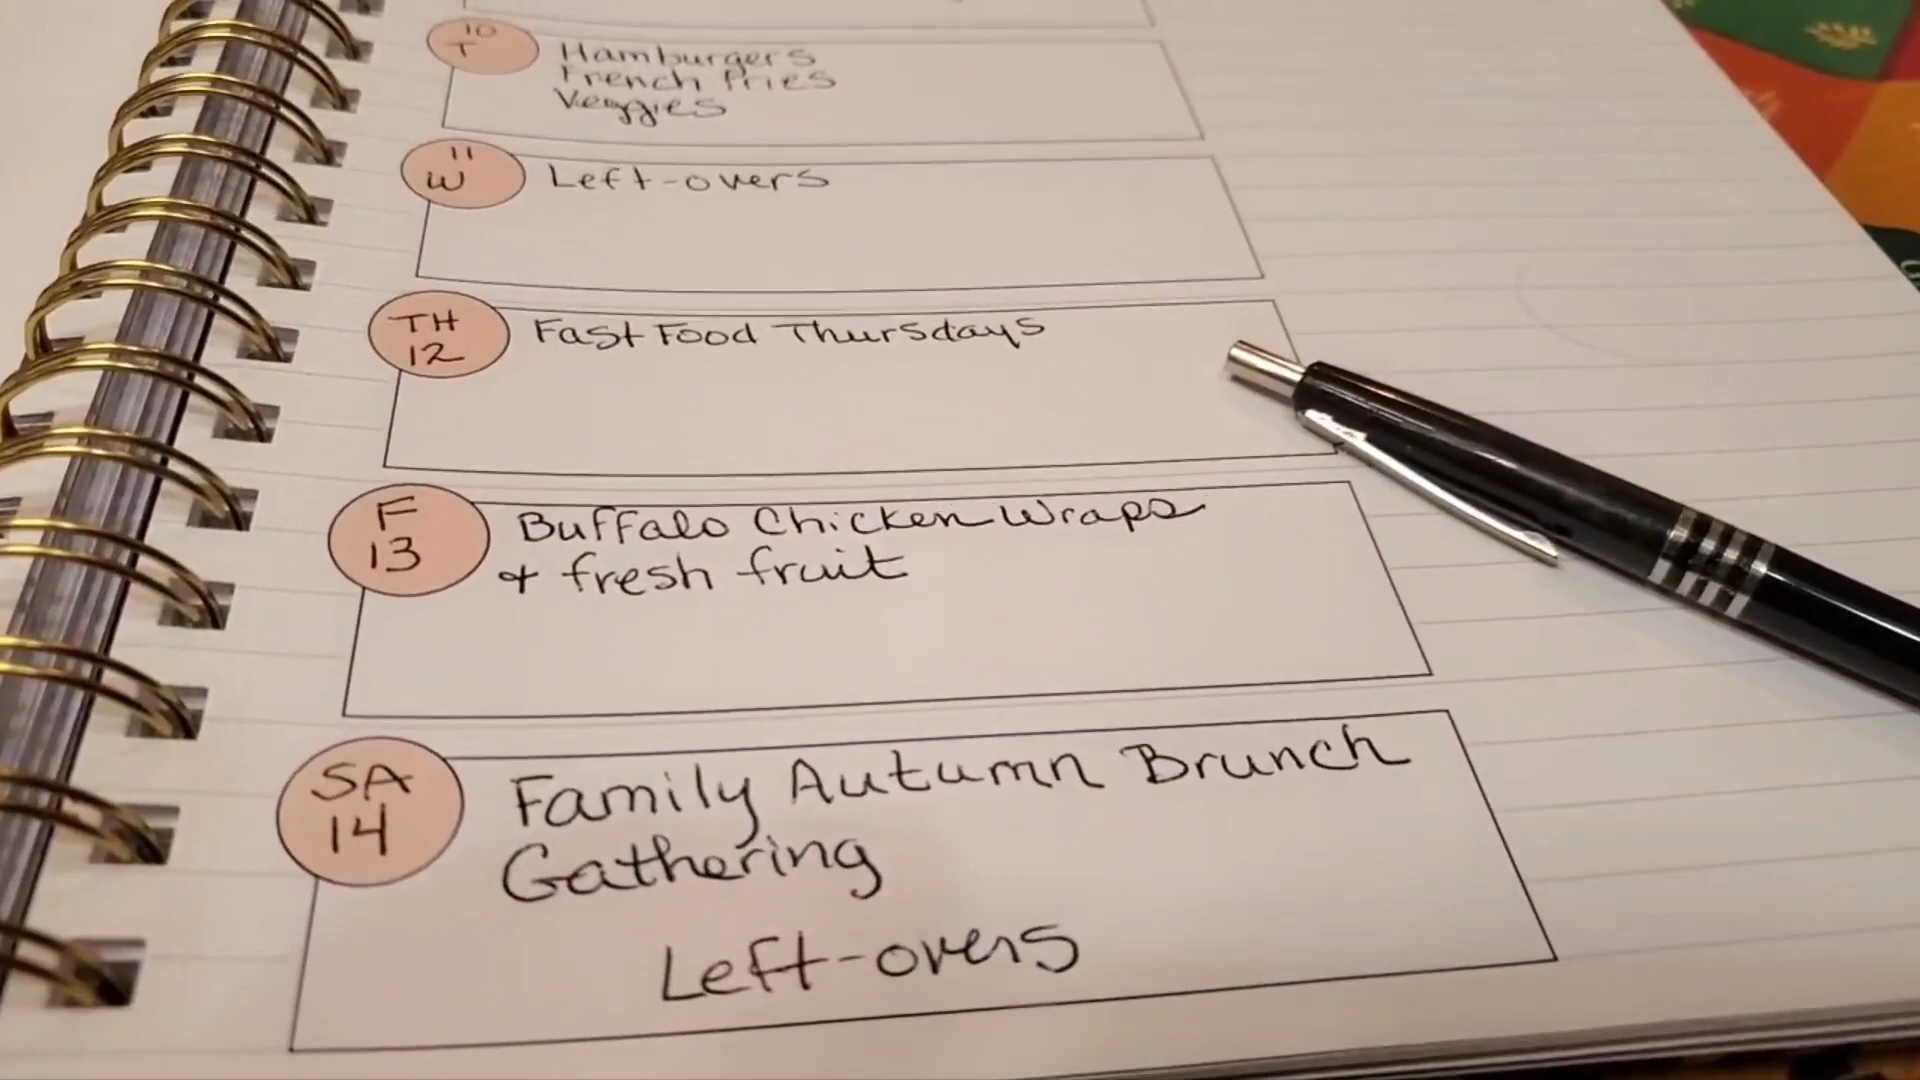 10
T
Hamburgers
French fries
Veggies
11
W
Left-overs
TH
12
Fast Food Thursdays
F
13
Buffalo Chicken Wraps
& fresh fruit
SA
14
Family Autumn Brunch
Gathering
Left-overs